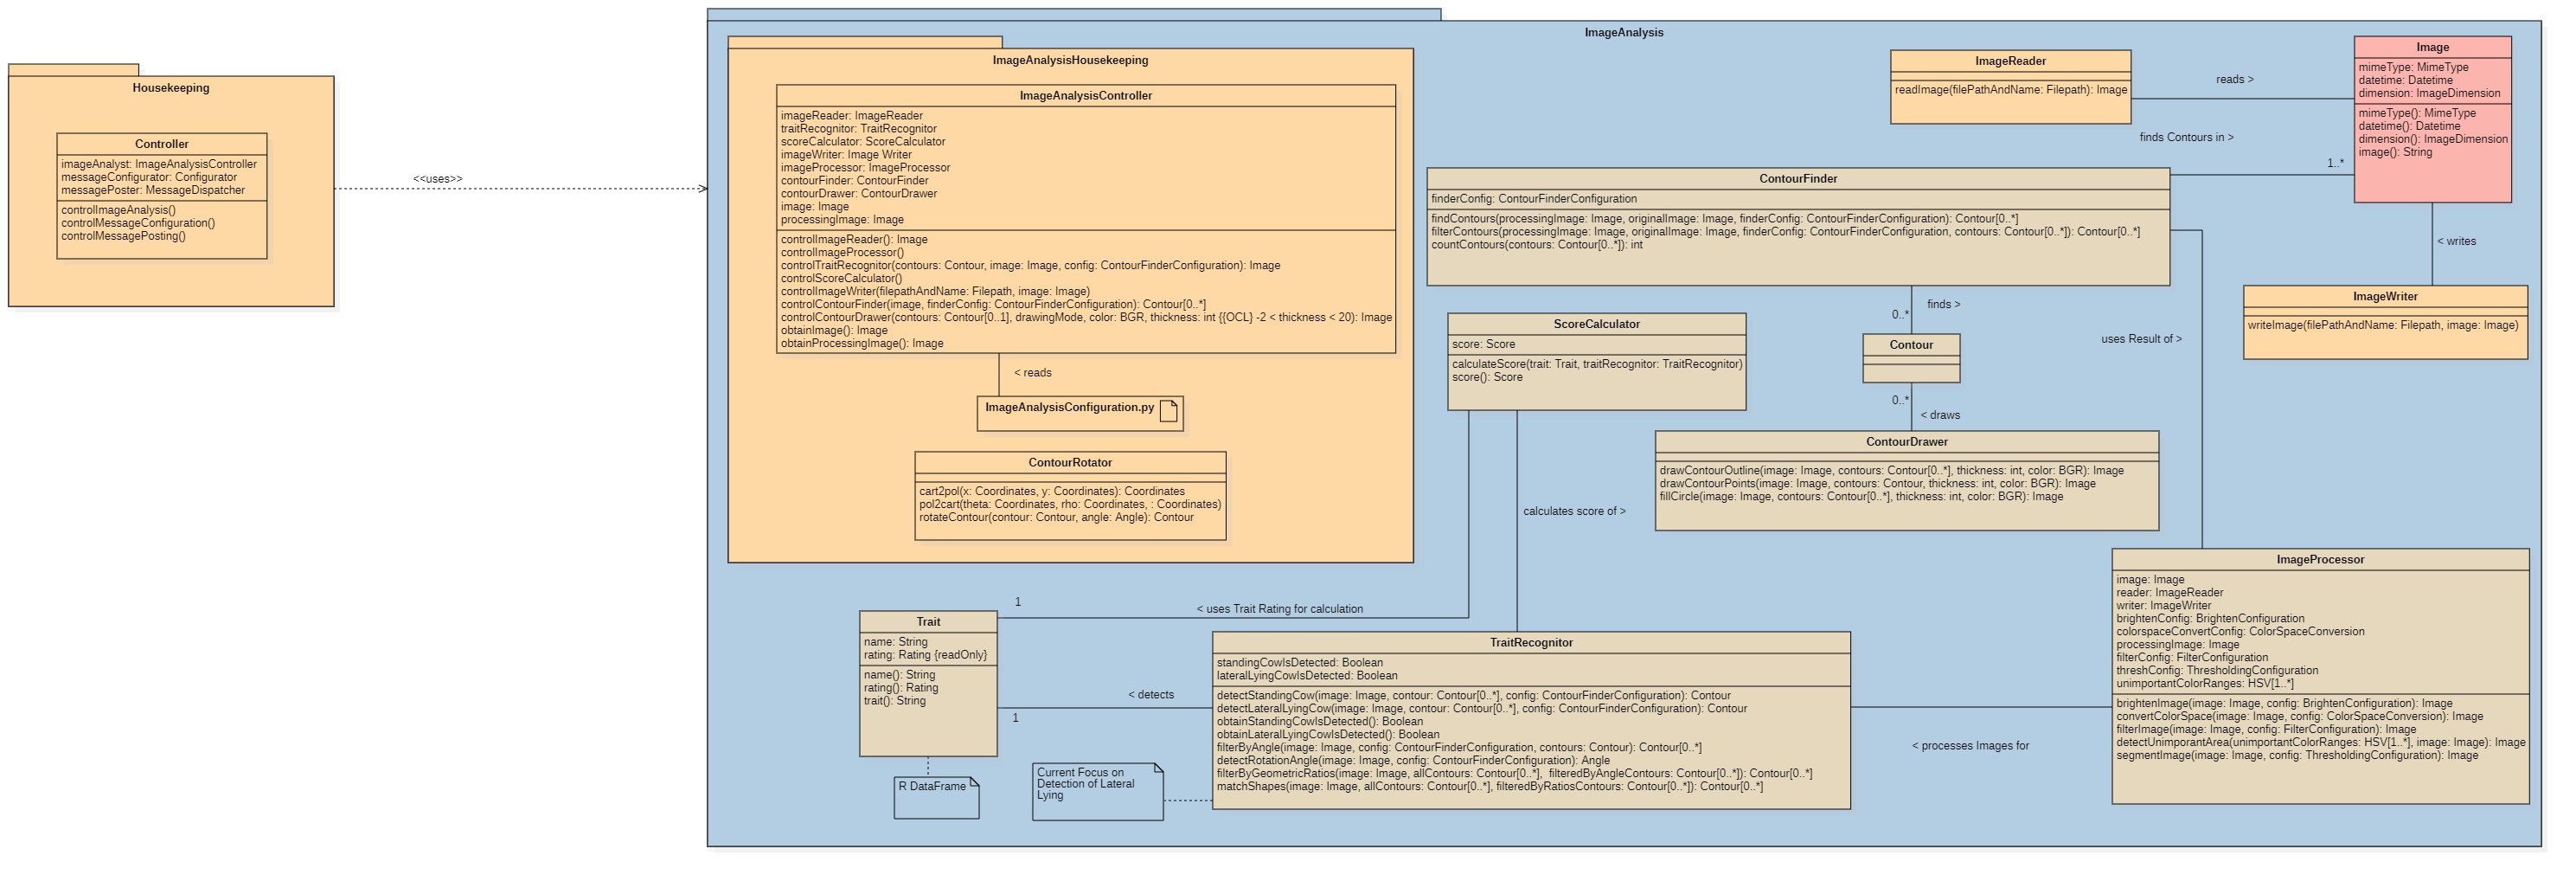 Housekeeping
Controller
imageAnalyst: ImageAnalysisController
messageConfigurator: Configurator
messagePoster: MessageDispatcher
controlImageAnalysis()
controlMessageConfiguration()
controlMessagePosting()
<<uses>>
ImageAnalysis
ImageAnalysisHousekeeping
ImageAnalysisController
imageReader: ImageReader
traitRecognitor: TraitRecognitor
scoreCalculator: ScoreCalculator
imageWriter: Image Writer
imageProcessor: ImageProcessor
contourFinder: ContourFinder
contourDrawer: ContourDrawer
image: Image
processingImage: Image
controlImageReader(): Image
controlImageProcessor()
controlTraitRecognitor(contours: Contour, image: Image, config: ContourFinderConfiguration): Image
controlScoreCalculator()
controlImageWriter(filepathAndName: Filepath, image: Image)
controlContourFinder(image, finderConfig: ContourFinderConfiguration): Contour[0..*]
controlContourDrawer(contours: Contour[0..1], drawingMode, color: BGR, thickness: int {{OCL} -2 < thickness < 20): Image
obtainImage(): Image
obtainProcessingImage(): Image
< reads
ImageAnalysisConfiguration.py
ContourRotator
cart2pol(x: Coordinates, y: Coordinates): Coordinates
pol2cart(theta: Coordinates, rho: Coordinates, : Coordinates)
rotateContour(contour: Contour, angle: Angle): Contour
ImageReader
readImage(filePathAndName: Filepath): Image
reads >
Image
mimeType: MimeType
datetime: Datetime
dimension: ImageDimension
mimeType(): MimeType
datetime(): Datetime
dimension(): ImageDimension
image(): String
finds Contours in >
1..*
ContourFinder
finderConfig: ContourFinderConfiguration
findContours(processingImage: Image, originalImage: Image, finderConfig: ContourFinderConfiguration): Contour[0..*]
filterContours(processingImage: Image, originalImage: Image, finderConfig: ContourFinderConfiguration, contours: Contour[0..*]): Contour[0..*]
countContours(contours: Contour[0..*]): int
< writes
ImageWriter
writeImage(filePathAndName: Filepath, image: Image)
finds >
0..*
uses Result of >
ScoreCalculator
score: Score
calculateScore(trait: Trait, traitRecognitor: TraitRecognitor)
score(): Score
Contour
0..*
< draws
ContourDrawer
drawContourOutline(image: Image, contours: Contour[0..*], thickness: int, color: BGR): Image
drawContourPoints(image: Image, contours: Contour, thickness: int, color: BGR): Image
fillCircle(image: Image, contours: Contour[0..*], thickness: int, color: BGR): Image
calculates score of >
ImageProcessor
image: Image
reader: ImageReader
writer: ImageWriter
brightenConfig: BrightenConfiguration
colorspaceConvertConfig: ColorSpaceConversion
processingImage: Image
filterConfig: FilterConfiguration
threshConfig: ThresholdingConfiguration
unimportantColorRanges: HSV[1..*]
brightenImage(image: Image, config: BrightenConfiguration): Image
convertColorSpace(image: Image, config: ColorSpaceConversion): Image
filterImage(image: Image, config: FilterConfiguration): Image
detectUnimporantArea(unimportantColorRanges: HSV[1..*], image: Image): Image
segmentImage(image: Image, config: ThresholdingConfiguration): Image
1
< uses Trait Rating for calculation
Trait
name: String
rating: Rating {readOnly}
name(): String
rating(): Rating
trait(): String
< detects
1
TraitRecognitor
standingCowIsDetected: Boolean
lateralLyingCowIsDetected: Boolean
detectStandingCow(image: Image, contour: Contour[0..*], config: ContourFinderConfiguration): Contour
detectLateralLyingCow(image: Image, contour: Contour[0..*], config: ContourFinderConfiguration): Contour
obtainStandingCowIsDetected(): Boolean
obtainLateralLyingCowIsDetected(): Boolean
filterByAngle(image: Image, config: ContourFinderConfiguration, contours: Contour): Contour[0..*]
detectRotationAngle(image: Image, config: ContourFinderConfiguration): Angle
filterByGeometricRatios(image: Image, allContours: Contour[0..*], filteredByAngleContours: Contour[0..*]): Contour[0..*]
matchShapes(image: Image, allContours: Contour[0..*], filteredByRatiosContours: Contour[0..*]): Contour[0..*]
< processes Images for
R DataFrame
Current Focus on
Detection of Lateral
Lying